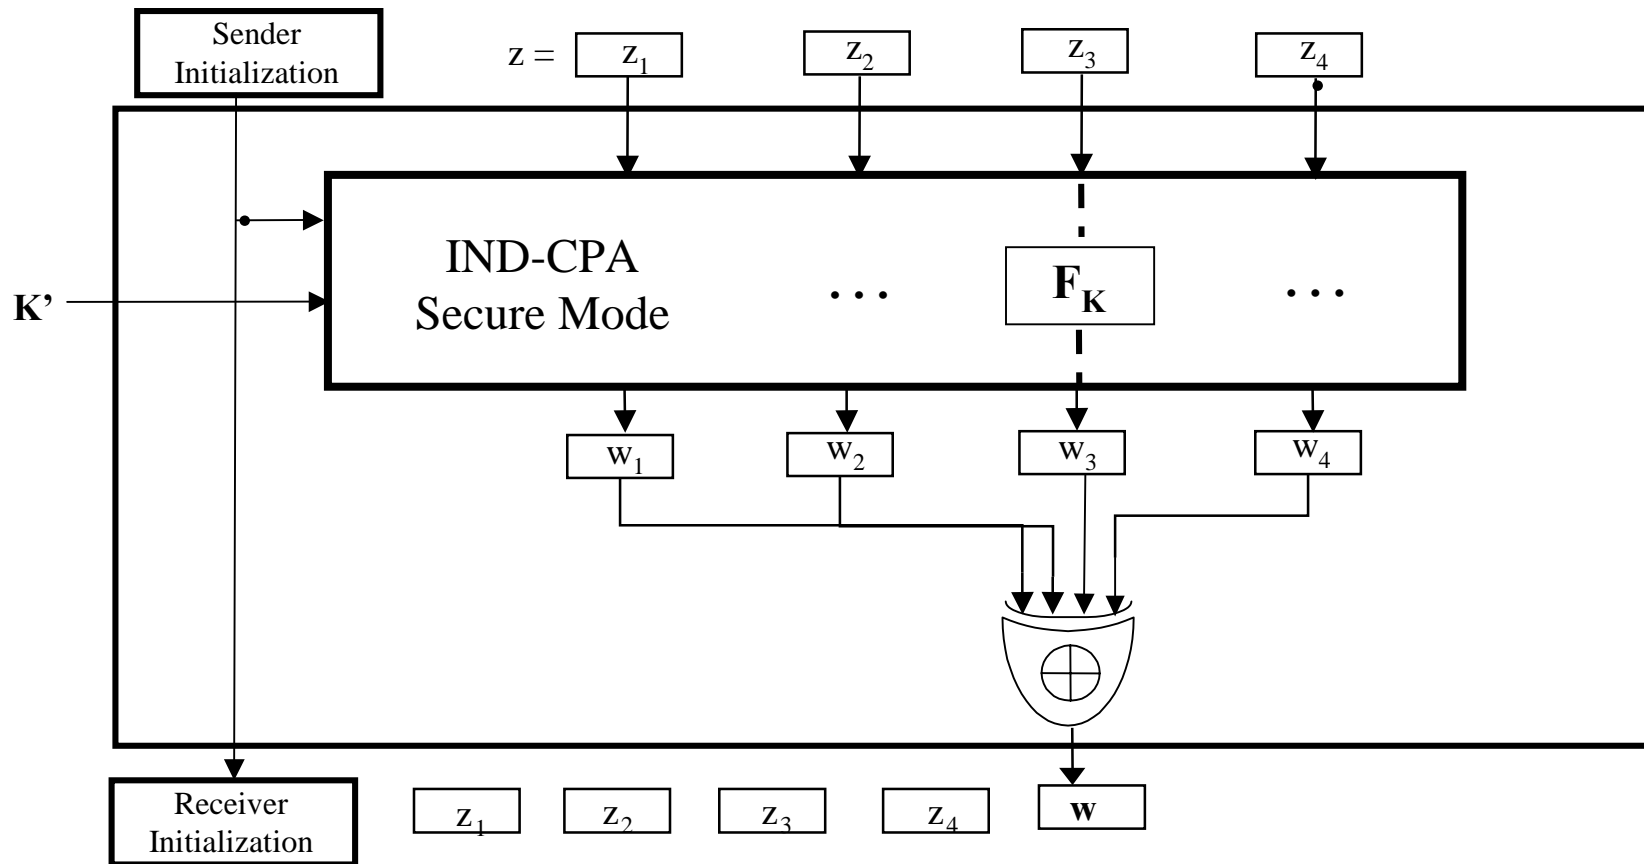 Sender
Initialization
z = z1 z2 z3 z4
IND-CPA
Secure Mode
... FK ...
K’
w1 w2 w3 w4
Receiver
Initialization
z1 z2 z3 z4 w